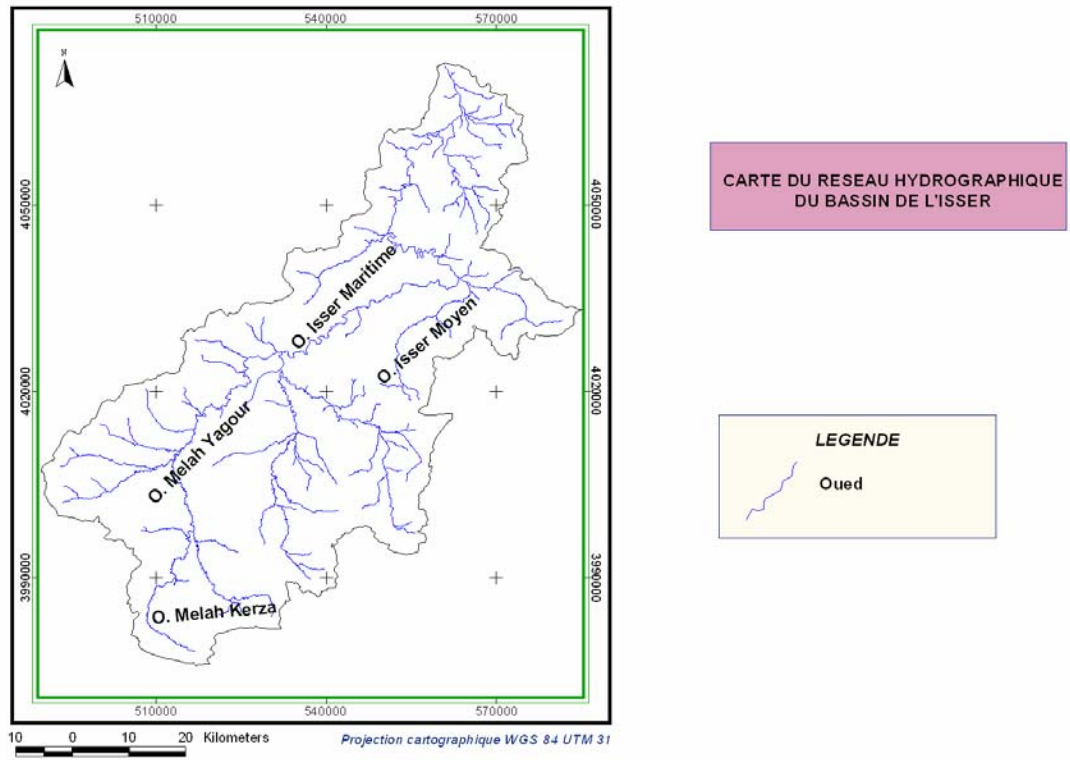 510000 540000 570000
N
4050000 4050000
O. Isser Maritime
O. Isser Moyen
4020000 4020000
O. Melah Yagour
3990000 3990000
O. Melah Kerza
510000 540000 570000
10 0 10 20 Kilometers
Projection cartographique WGS 84 UTM 31
CARTE DU RESEAU HYDROGRAPHIQUE
DU BASSIN DE L'ISSER
LEGENDE
Oued